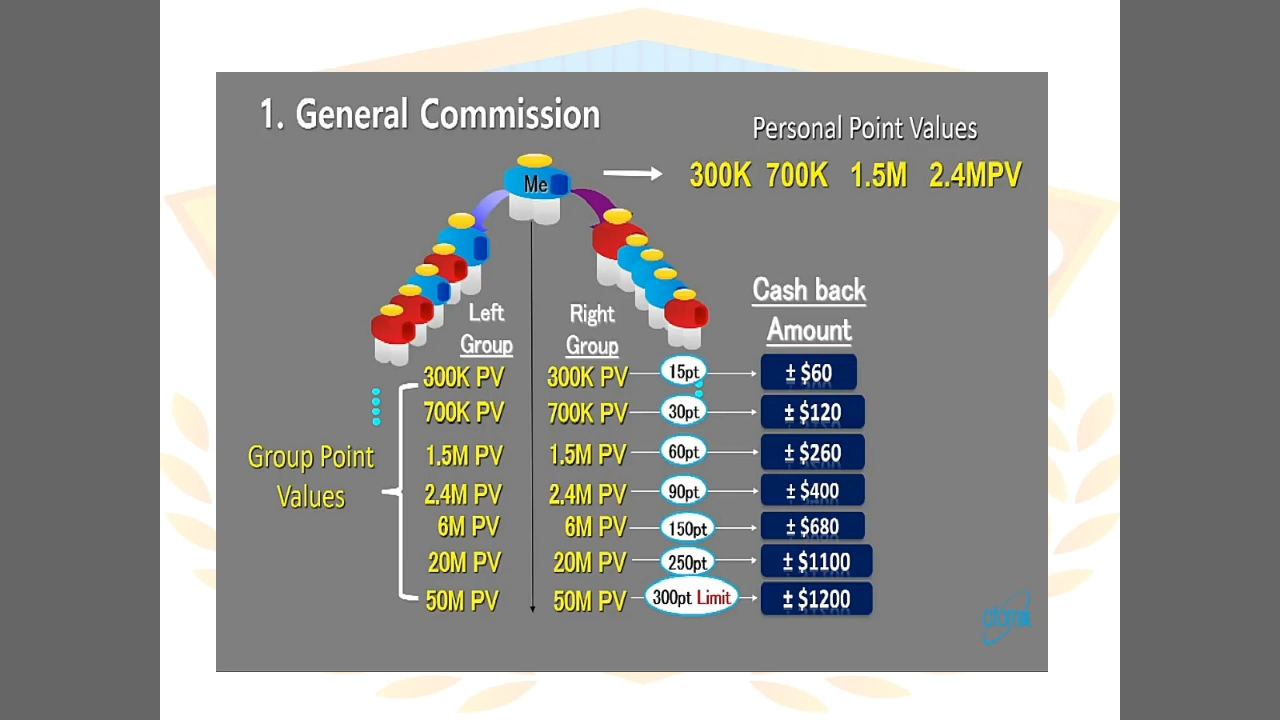 1. General Commission
Personal Point Values
300K 700K 1.5M 2.4MPV
Me
Cash back
Amount
Left
Group
Right
Group
300K PV 300K PV 15pt ± $60
700K PV 700K PV 30pt ± $120
Group Point
Values
1.5M PV 1.5M PV 60pt ± $260
2.4M PV 2.4M PV 90pt ± $400
6M PV 6M PV 150pt ± $680
20M PV 20M PV 250pt ± $1100
50M PV 50M PV 300pt Limit ± $1200
atomy